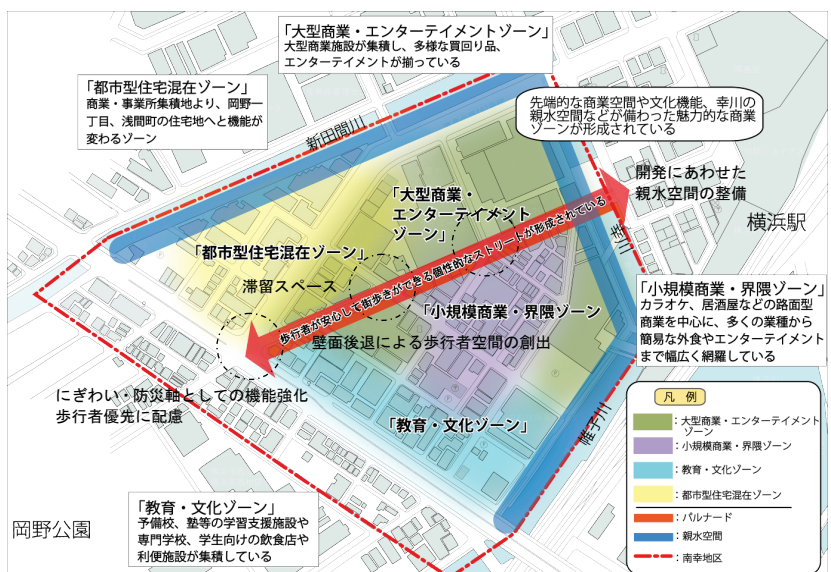 「大型商業・エンターテイメントゾーン」
大型商業施設が集積し、多様な買回り品、
エンターテイメントが揃っている
「都市型住宅混在ゾーン」
商業・事業所集積地より、岡野一
丁目、浅間町の住宅地へと機能が
変わるゾーン
先端的な商業空間や文化機能、幸川の
親水空間などが備わった魅力的な商業
ゾーンが形成されている
新田間川
開発にあわせた
親水空間の整備
横浜駅
幸川
「大型商業・
エンターテイメント
ゾーン」
「都市型住宅混在ゾーン」
滞留スペース
歩行者が安心して街歩きができる個性的なストリートが形成されている
「小規模商業・界隈ゾーン
壁面後退による歩行者空間の創出
「小規模商業・界隈ゾーン」
カラオケ、居酒屋などの路面型
商業を中心に、多くの業種から
簡易な外食やエンターテイメント
まで幅広く網羅している
にぎわい・防災軸としての機能強化
歩行者優先に配慮
「教育・文化ゾーン」
帷子川
「教育・文化ゾーン」
予備校、塾等の学習支援施設や
専門学校、学生向けの飲食店や
利便施設が集積している
岡野公園
凡 例
:大型商業・エンターテイメント
ゾーン
:小規模商業・界隈ゾーン
:教育・文化ゾーン
:都市型住宅混在ゾーン
:パルナード
:親水空間
:南幸地区